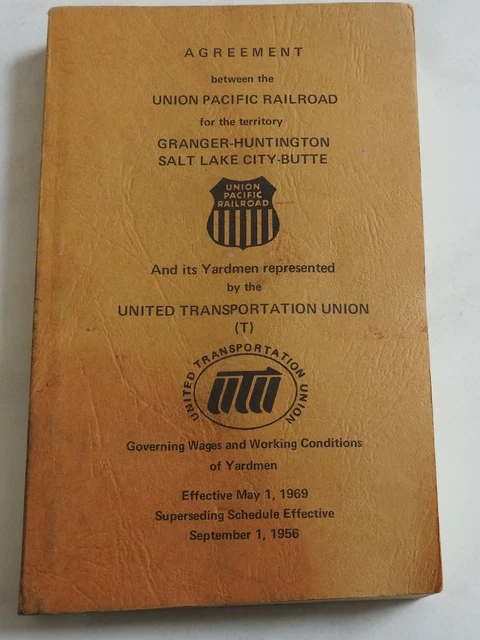 AGREEMENT
between the
UNION PACIFIC RAILROAD
for the territory
GRANGER-HUNTINGTON
SALT LAKE CITY-BUTTE
UNION
PACIFIC
RAILROAD
And its Yardmen represented
by the
UNITED TRANSPORTATION UNION
(T)
UNITED TRANSPORTATION UNION
UTU
Governing Wages and Working Conditions
of Yardmen
Effective May 1, 1969
Superseding Schedule Effective
September 1, 1956